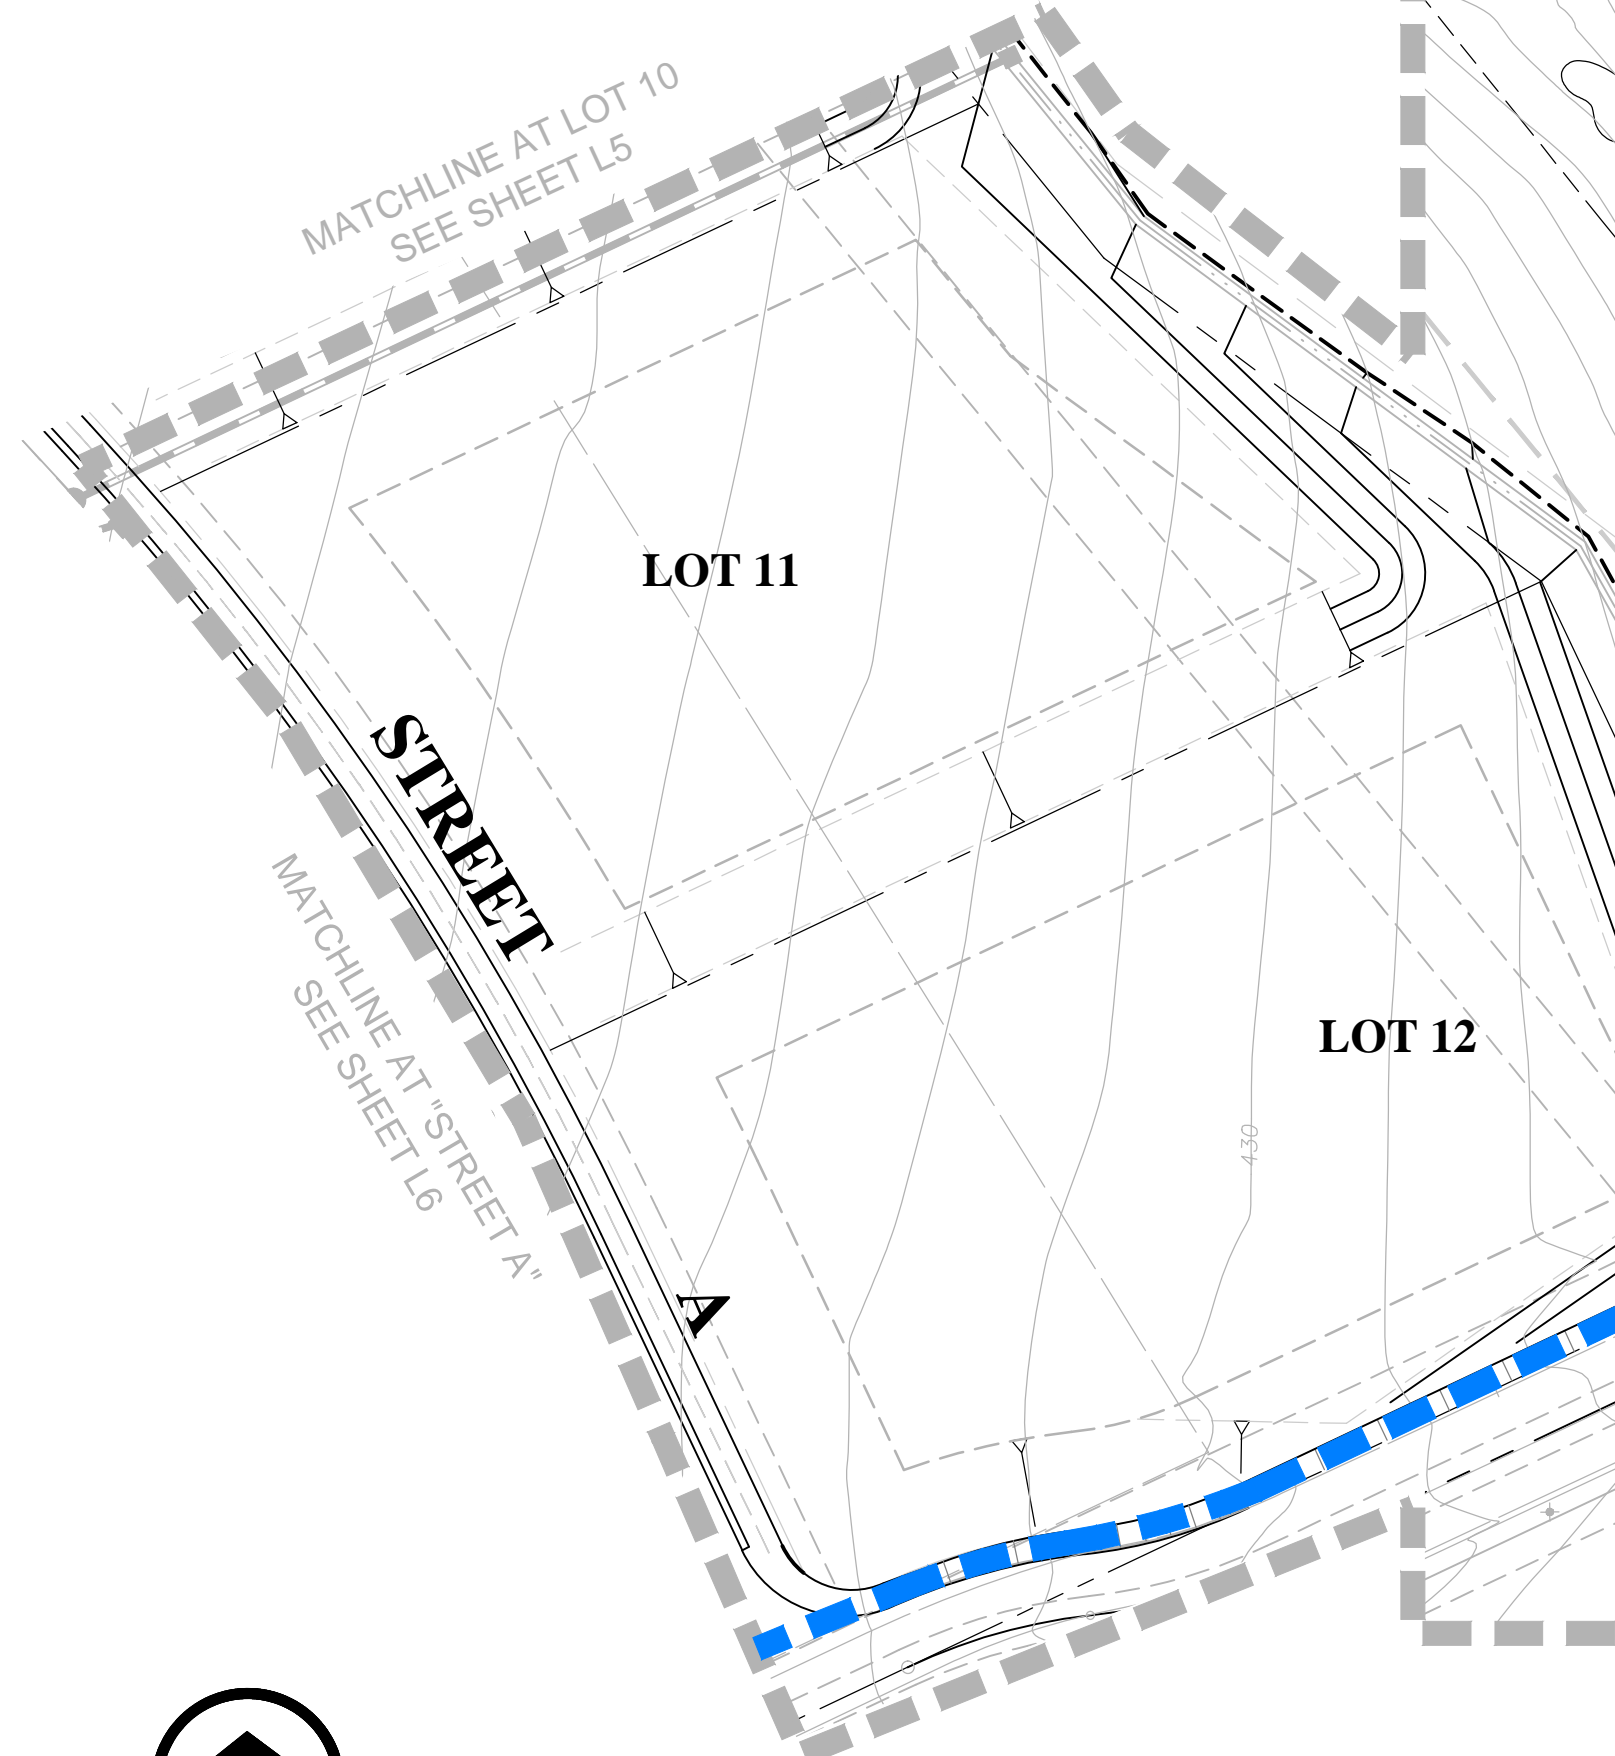 MATCHLINE AT LOT 10
SEE SHEET L5
LOT 11
STREET
MATCHLINE AT "STREET A"
SEE SHEET L6
LOT 12
430
A